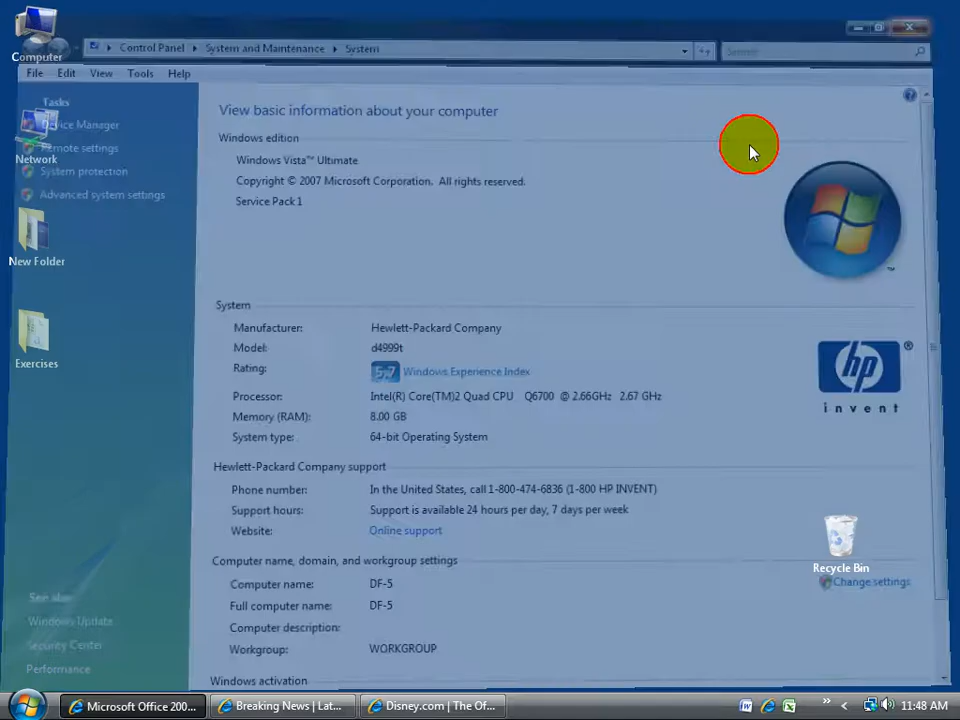 Computer
Control Panel System and Maintenance System
Search
File Edit View Tools Help
Tasks
Device Manager
Remote settings
System protection
Advanced system settings
Network
New Folder
Exercises
View basic information about your computer
Windows edition
Windows Vista™ Ultimate
Copyright © 2007 Microsoft Corporation. All rights reserved.
Service Pack 1
System
Manufacturer: Hewlett-Packard Company
Model: d4999t
Rating: 5.7 Windows Experience Index
Processor: Intel(R) Core(TM)2 Quad CPU Q6700 @ 2.66GHz 2.67 GHz
Memory (RAM): 8.00 GB
System type: 64-bit Operating System
hp ®
invent
Hewlett-Packard Company support
Phone number: In the United States, call 1-800-474-6836 (1-800 HP INVENT)
Support hours: Support is available 24 hours per day, 7 days per week
Website: Online support
Recycle Bin
Computer name, domain, and workgroup settings
Computer name: DF-5
Change settings
Full computer name: DF-5
Computer description:
Workgroup: WORKGROUP
Windows activation
See also
Windows Update
Security Center
Performance
Microsoft Office 200... Breaking News | Lat... Disney.com | The Of... 11:48 AM